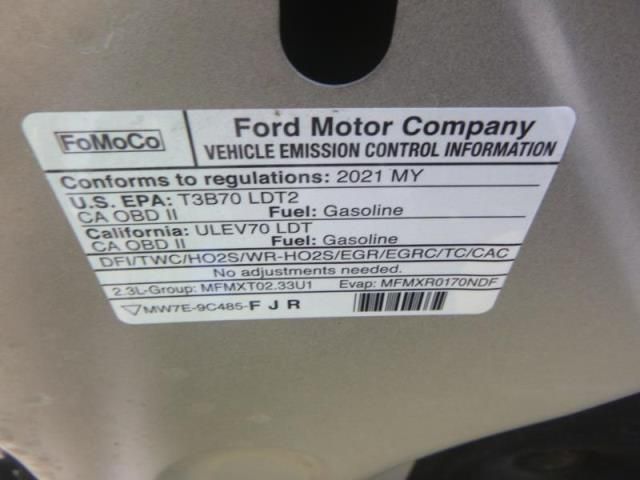 FoMoCo
Ford Motor Company
VEHICLE EMISSION CONTROL INFORMATION
Conforms to regulations: 2021 MY
U.S. EPA: T3B70 LDT2
CA OBD II Fuel: Gasoline
California: ULEV70 LDT
CA OBD II Fuel: Gasoline
DFI/TWC/HO2S/WR-HO2S/EGR/EGRC/TC/CAC
No adjustments needed.
2.3L-Group: MFMXT02.33U1 Evap: MFMXR0170NDF
MW7E-9C485-F J R